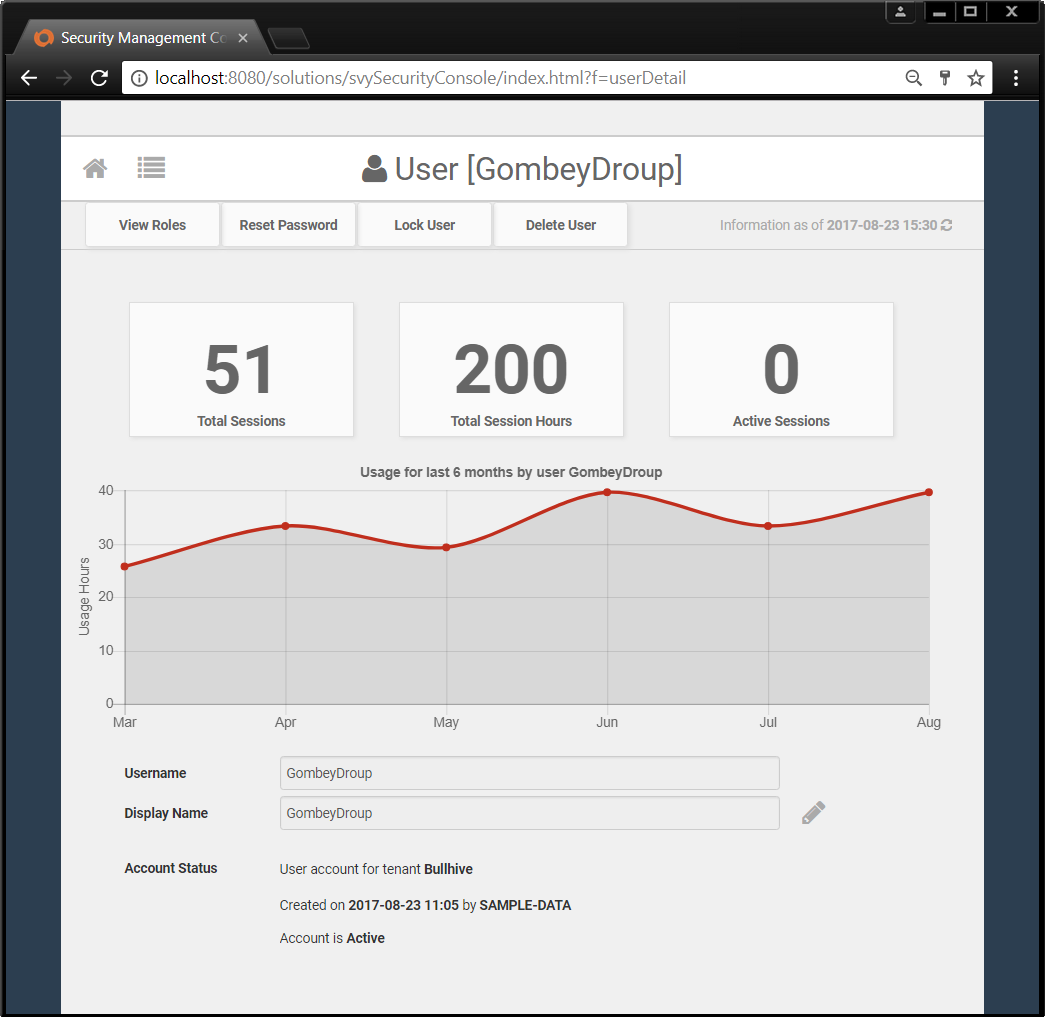 Security Management Co
localhost:8080/solutions/svySecurityConsole/index.html?f=userDetail
User [GombeyDroup]
View Roles Reset Password Lock User Delete User Information as of 2017-08-23 15:30
51 200 0
Total Sessions Total Session Hours Active Sessions
Usage for last 6 months by user GombeyDroup
Usage Hours
40
30
20
10
0
Mar Apr May Jun Jul Aug
Username GombeyDroup
Display Name GombeyDroup
Account Status User account for tenant Bullhive
Created on 2017-08-23 11:05 by SAMPLE-DATA
Account is Active